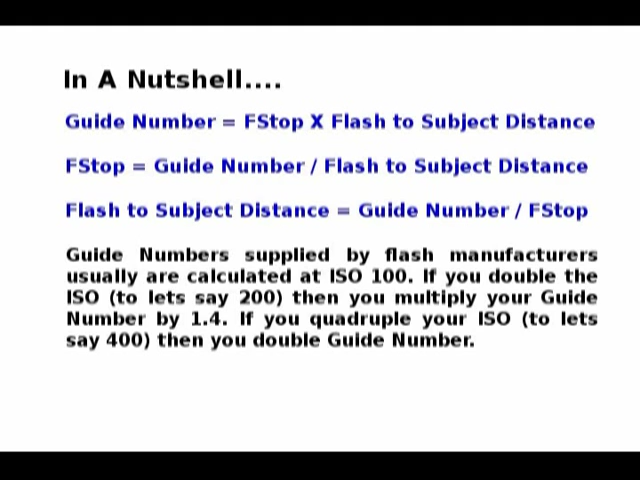 In A Nutshell....
Guide Number = FStop X Flash to Subject Distance
FStop = Guide Number / Flash to Subject Distance
Flash to Subject Distance = Guide Number / FStop
Guide Numbers supplied by flash manufacturers
usually are calculated at ISO 100. If you double the
ISO (to lets say 200) then you multiply your Guide
Number by 1.4. If you quadruple your ISO (to lets
say 400) then you double Guide Number.